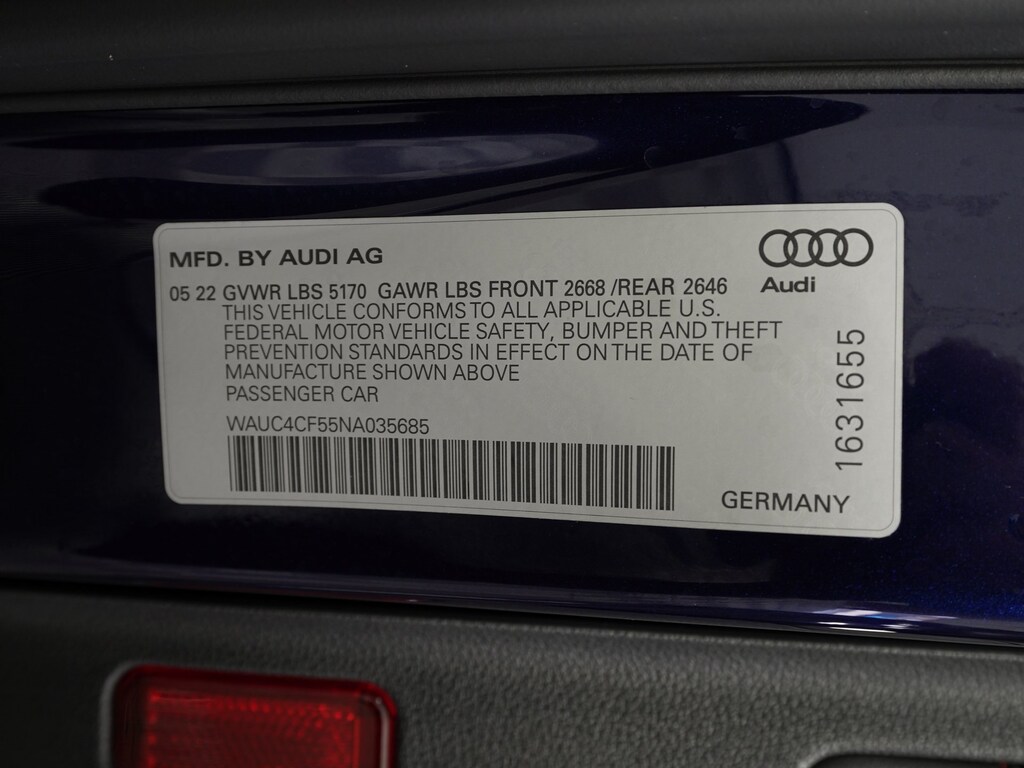 MFD. BY AUDI AG
Audi
05 22 GVWR LBS 5170 GAWR LBS FRONT 2668 /REAR 2646
THIS VEHICLE CONFORMS TO ALL APPLICABLE U.S.
FEDERAL MOTOR VEHICLE SAFETY, BUMPER AND THEFT
PREVENTION STANDARDS IN EFFECT ON THE DATE OF
MANUFACTURE SHOWN ABOVE
PASSENGER CAR
WAUC4CF55NA035685
1631655
GERMANY